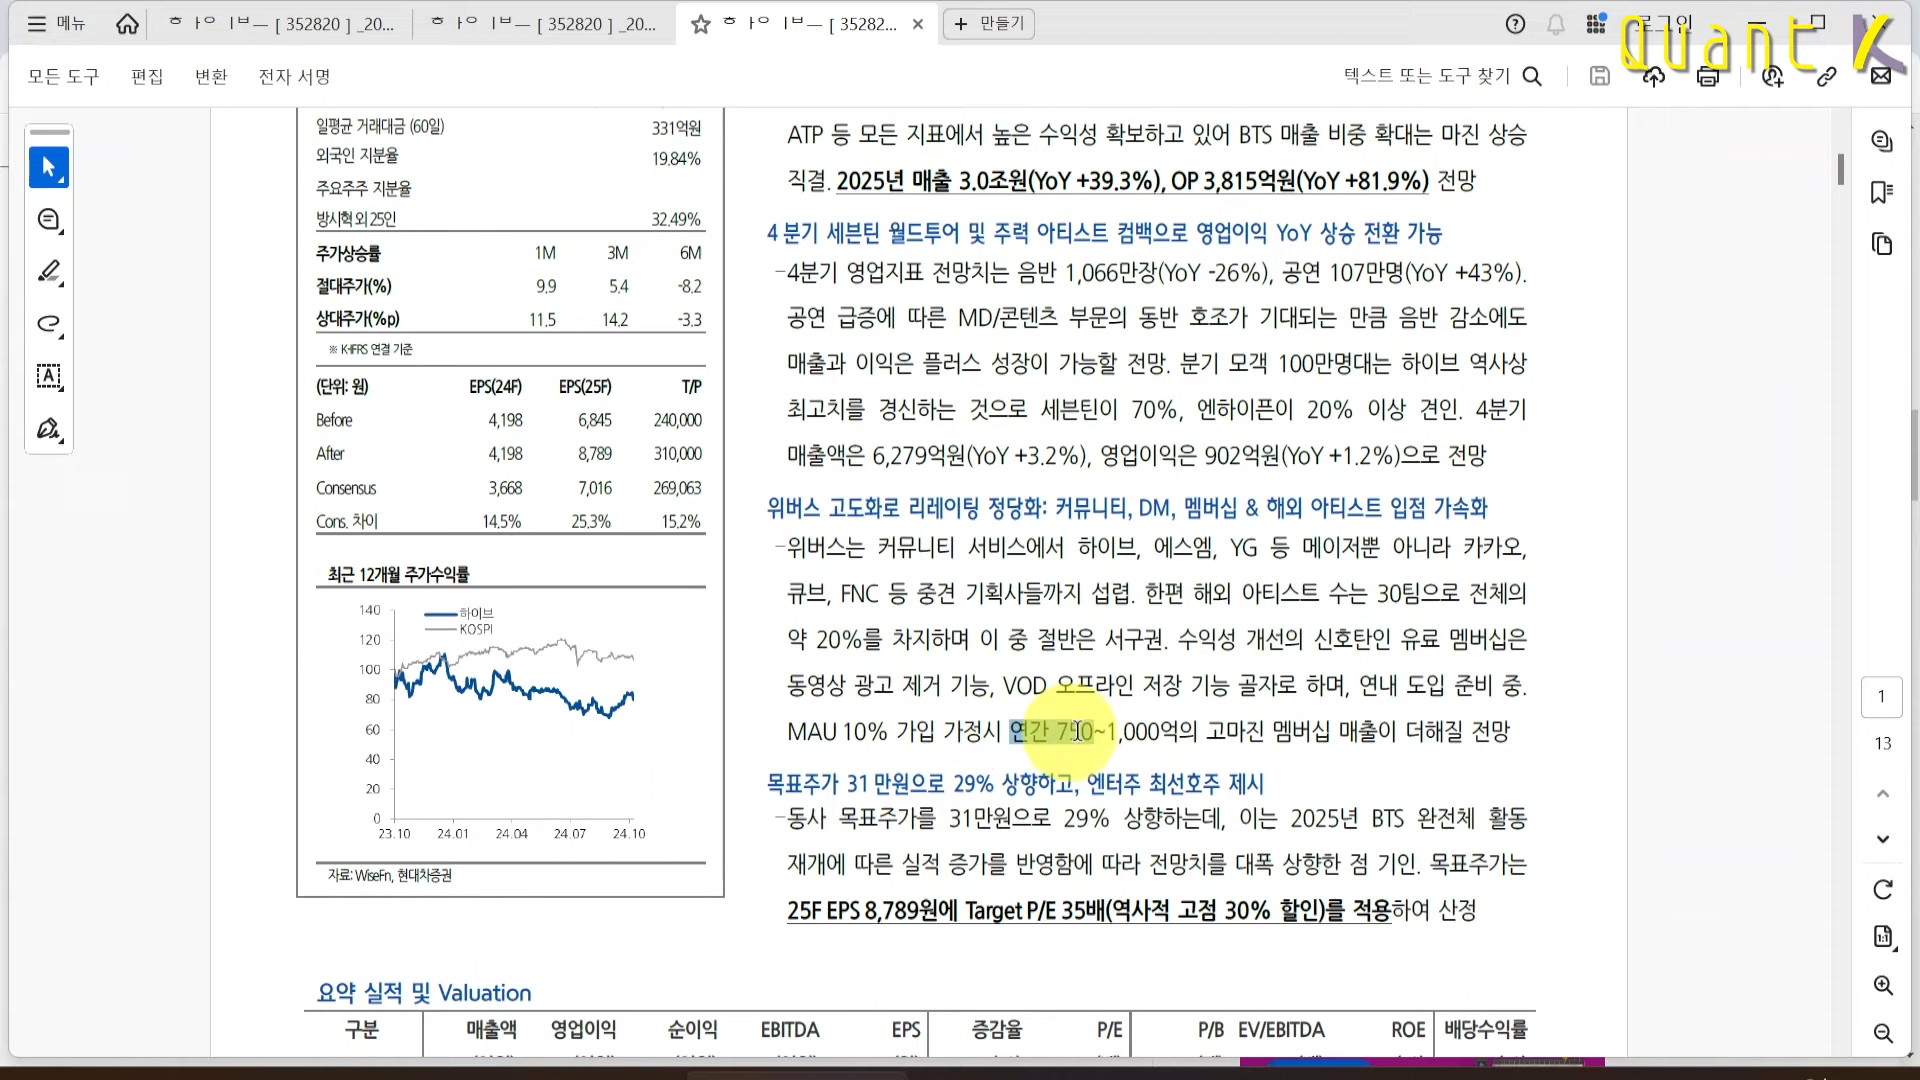 메뉴
[ 352820 ] _20...
[ 352820 ] _20...
[ 35282...
만들기
로그인
Quant K
모든 도구
편집
변환
전자 서명
텍스트 또는 도구 찾기
일평균 거래대금 (60일) 331억원
외국인 지분율 19.84%
주요주주 지분율
방시혁 외 25인 32.49%
주가상승률 1M 3M 6M
절대주가(%) 9.9 5.4 -8.2
상대주가(%p) 11.5 14.2 -3.3
※ K-IFRS 연결 기준
(단위: 원) EPS(24F) EPS(25F) T/P
Before 4,198 6,845 240,000
After 4,198 8,789 310,000
Consensus 3,668 7,016 269,063
Cons. 차이 14.5% 25.3% 15.2%
최근 12개월 주가수익률
하이브
KOSPI
140
120
100
80
60
40
20
0
23.10 24.01 24.04 24.07 24.10
자료: WiseFn, 현대차증권
ATP 등 모든 지표에서 높은 수익성 확보하고 있어 BTS 매출 비중 확대는 마진 상승
직결. 2025년 매출 3.0조원(YoY +39.3%), OP 3,815억원(YoY +81.9%) 전망
4분기 세븐틴 월드투어 및 주력 아티스트 컴백으로 영업이익 YoY 상승 전환 가능
-4분기 영업지표 전망치는 음반 1,066만장(YoY -26%), 공연 107만명(YoY +43%).
공연 급증에 따른 MD/콘텐츠 부문의 동반 호조가 기대되는 만큼 음반 감소에도
매출과 이익은 플러스 성장이 가능할 전망. 분기 모객 100만명대는 하이브 역사상
최고치를 경신하는 것으로 세븐틴이 70%, 엔하이픈이 20% 이상 견인. 4분기
매출액은 6,279억원(YoY +3.2%), 영업이익은 902억원(YoY +1.2%)으로 전망
위버스 고도화로 리레이팅 정당화: 커뮤니티, DM, 멤버십 & 해외 아티스트 입점 가속화
-위버스는 커뮤니티 서비스에서 하이브, 에스엠, YG 등 메이저뿐 아니라 카카오,
큐브, FNC 등 중견 기획사들까지 섭렵. 한편 해외 아티스트 수는 30팀으로 전체의
약 20%를 차지하며 이 중 절반은 서구권. 수익성 개선의 신호탄인 유료 멤버십은
동영상 광고 제거 기능, VOD 오프라인 저장 기능 골자로 하며, 연내 도입 준비 중.
MAU 10% 가입 가정시 연간 750~1,000억의 고마진 멤버십 매출이 더해질 전망
목표주가 31만원으로 29% 상향하고, 엔터주 최선호주 제시
-동사 목표주가를 31만원으로 29% 상향하는데, 이는 2025년 BTS 완전체 활동
재개에 따른 실적 증가를 반영함에 따라 전망치를 대폭 상향한 점 기인. 목표주가는
25F EPS 8,789원에 Target P/E 35배(역사적 고점 30% 할인)를 적용하여 산정
요약 실적 및 Valuation
구분 매출액 영업이익 순이익 EBITDA EPS 증감율 P/E P/B EV/EBITDA ROE 배당수익률
1
13